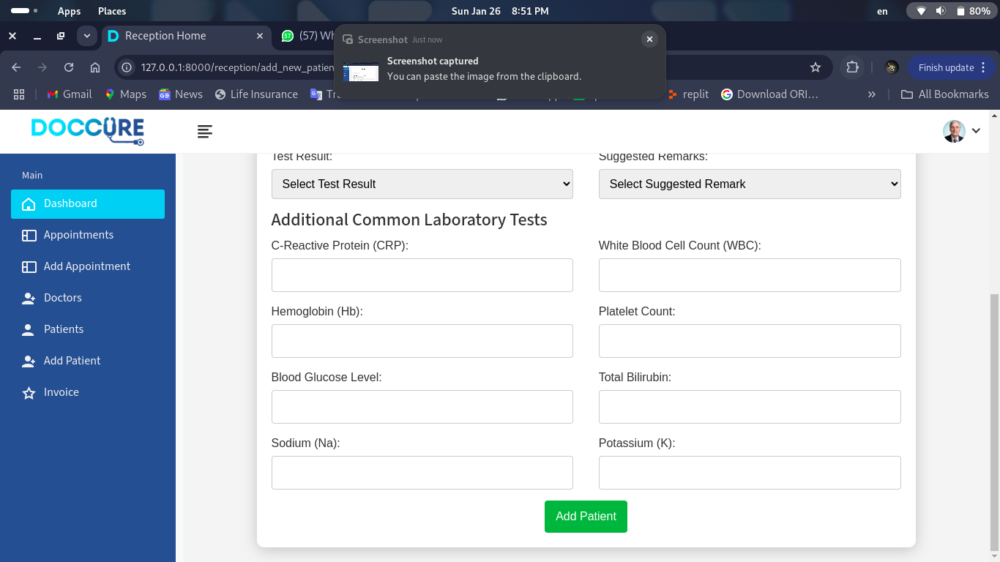 Apps Places Sun Jan 26 8:51 PM en 80%
Reception Home (57) Wh
Screenshot Just now
Screenshot captured
You can paste the image from the clipboard.
127.0.0.1:8000/reception/add_new_patien
Finish update
Gmail Maps News Life Insurance replit Download ORI... All Bookmarks
DOCCURE
Main
Dashboard
Appointments
Add Appointment
Doctors
Patients
Add Patient
Invoice
Test Result: Suggested Remarks:
Select Test Result Select Suggested Remark
Additional Common Laboratory Tests
C-Reactive Protein (CRP): White Blood Cell Count (WBC):
Hemoglobin (Hb): Platelet Count:
Blood Glucose Level: Total Bilirubin:
Sodium (Na): Potassium (K):
Add Patient